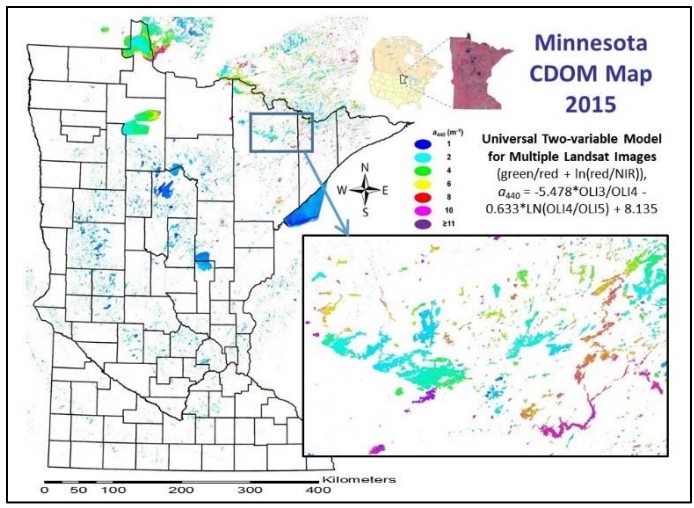 Minnesota
CDOM Map
2015
Universal Two-variable Model
for Multiple Landsat Images
(green/red + ln(red/NIR)),
a440 = -5.478*OLI3/OLI4 -
0.633*LN(OLI4/OLI5) + 8.135
a440 (m-1)
1
2
4
6
8
10
≥11
N
W E
S
Kilometers
0 50 100 200 300 400